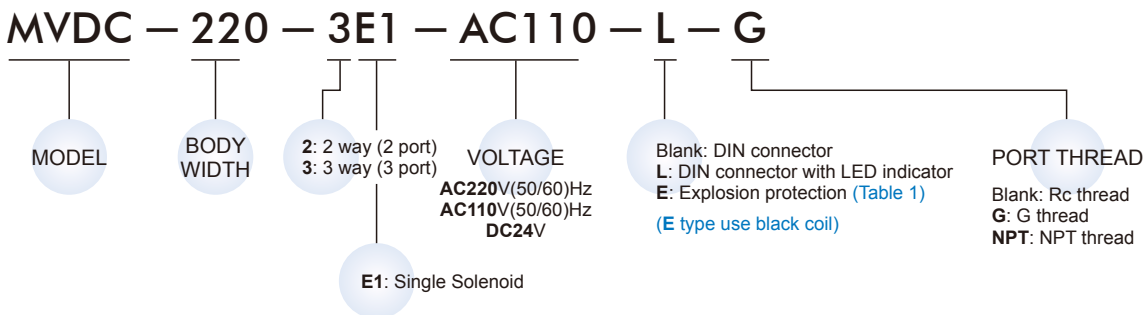 MVDC — 220 — 3E1 — AC110 — L — G
MODEL
BODY
WIDTH
2: 2 way (2 port)
3: 3 way (3 port)
E1: Single Solenoid
VOLTAGE
AC220V(50/60)Hz
AC110V(50/60)Hz
DC24V
Blank: DIN connector
L: DIN connector with LED indicator
E: Explosion protection (Table 1)
(E type use black coil)
PORT THREAD
Blank: Rc thread
G: G thread
NPT: NPT thread